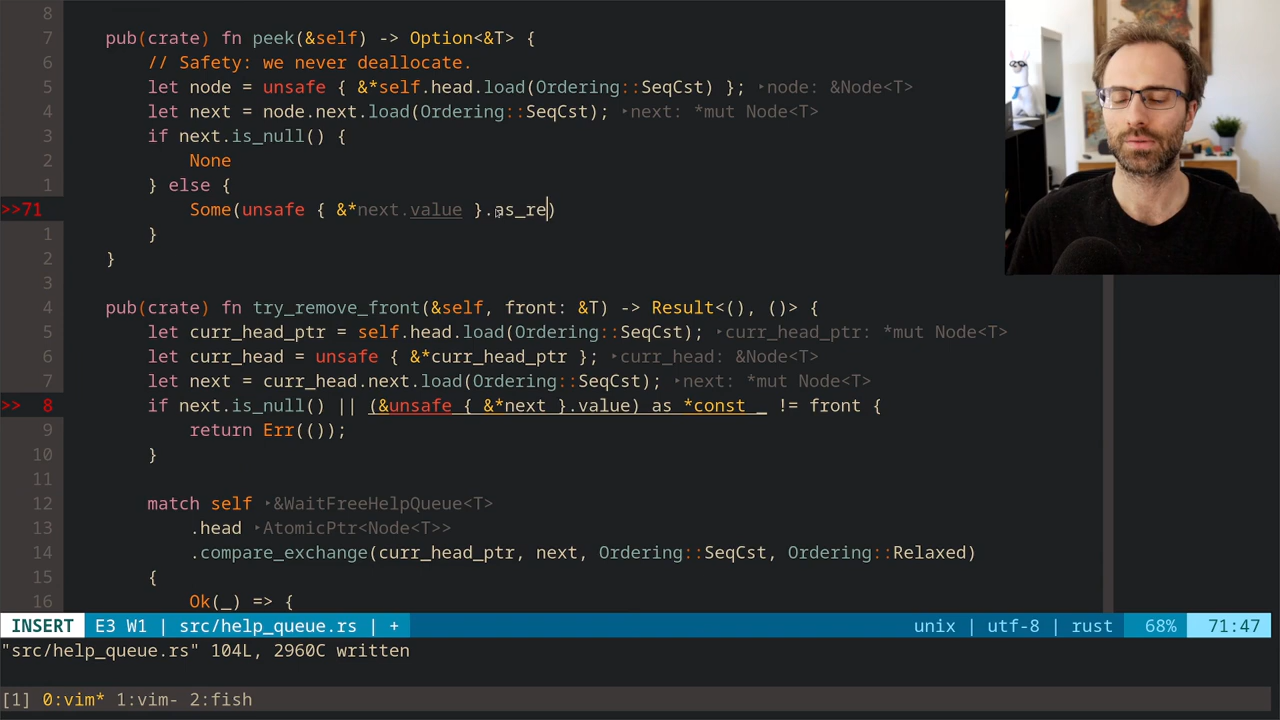 8
7 pub(crate) fn peek(&self) -> Option<&T> {
6 // Safety: we never deallocate.
5 let node = unsafe { &*self.head.load(Ordering::SeqCst) }; ‣node: &Node<T>
4 let next = node.next.load(Ordering::SeqCst); ‣next: *mut Node<T>
3 if next.is_null() {
2 None
1 } else {
>>71 Some(unsafe { &*next.value }.as_re)
1 }
2 }
3
4 pub(crate) fn try_remove_front(&self, front: &T) -> Result<(), ()> {
5 let curr_head_ptr = self.head.load(Ordering::SeqCst); ‣curr_head_ptr: *mut Node<T>
6 let curr_head = unsafe { &*curr_head_ptr }; ‣curr_head: &Node<T>
7 let next = curr_head.next.load(Ordering::SeqCst); ‣next: *mut Node<T>
>> 8 if next.is_null() || (&unsafe { &*next }.value) as *const _ != front {
9 return Err(());
10 }
11
12 match self ‣&WaitFreeHelpQueue<T>
13 .head ‣AtomicPtr<Node<T>>
14 .compare_exchange(curr_head_ptr, next, Ordering::SeqCst, Ordering::Relaxed)
15 {
16 Ok(_) => {
INSERT E3 W1 | src/help_queue.rs | + unix | utf-8 | rust 68% 71:47
"src/help_queue.rs" 104L, 2960C written
[1] 0:vim* 1:vim- 2:fish